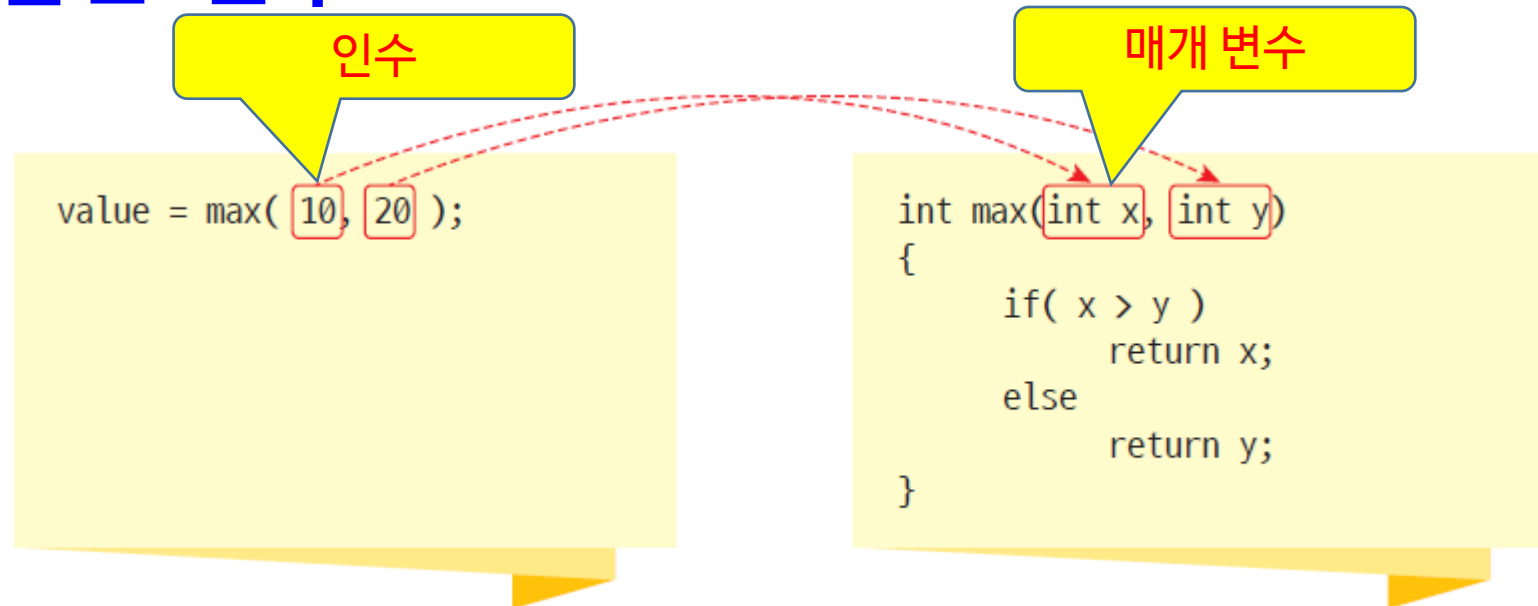 인수
매개 변수
value = max( 10, 20 );
int max(int x, int y)
{
if( x > y )
return x;
else
return y;
}